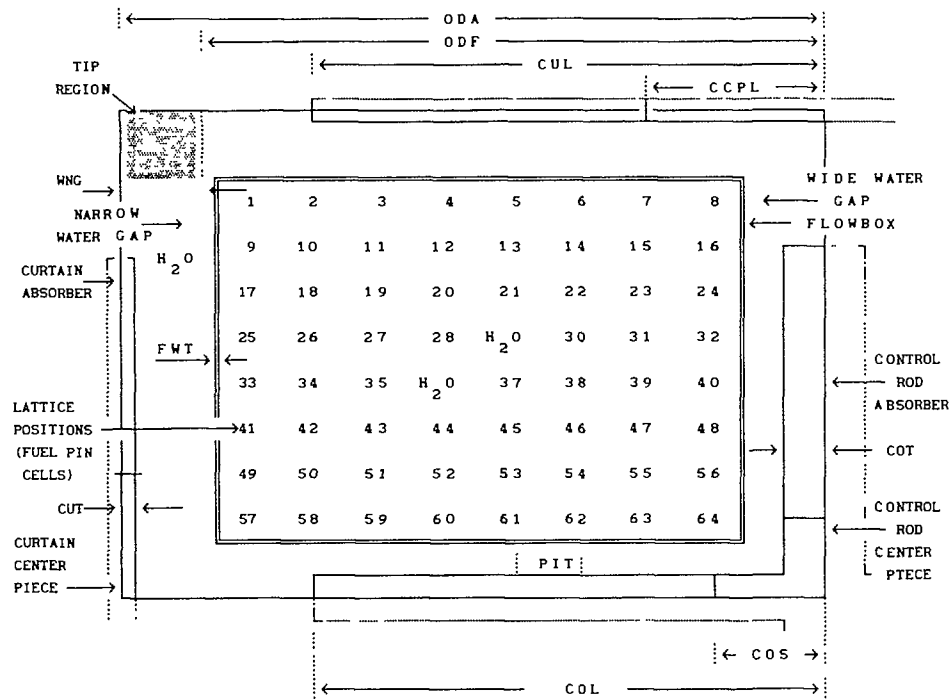 ODA
ODF
CUL
TIP
REGION
CCPL
WNG
NARROW
WATER GAP
H2O
CURTAIN
ABSORBER
FWT
LATTICE
POSITIONS
(FUEL PIN
CELLS)
CUT
CURTAIN
CENTER
PIECE
1 2 3 4 5 6 7 8
9 10 11 12 13 14 15 16
17 18 19 20 21 22 23 24
25 26 27 28 H2O 30 31 32
33 34 35 H2O 37 38 39 40
41 42 43 44 45 46 47 48
49 50 51 52 53 54 55 56
57 58 59 60 61 62 63 64
PIT
WIDE WATER
GAP
FLOWBOX
CONTROL
ROD
ABSORBER
COT
CONTROL
ROD
CENTER
PTECE
COS
COL